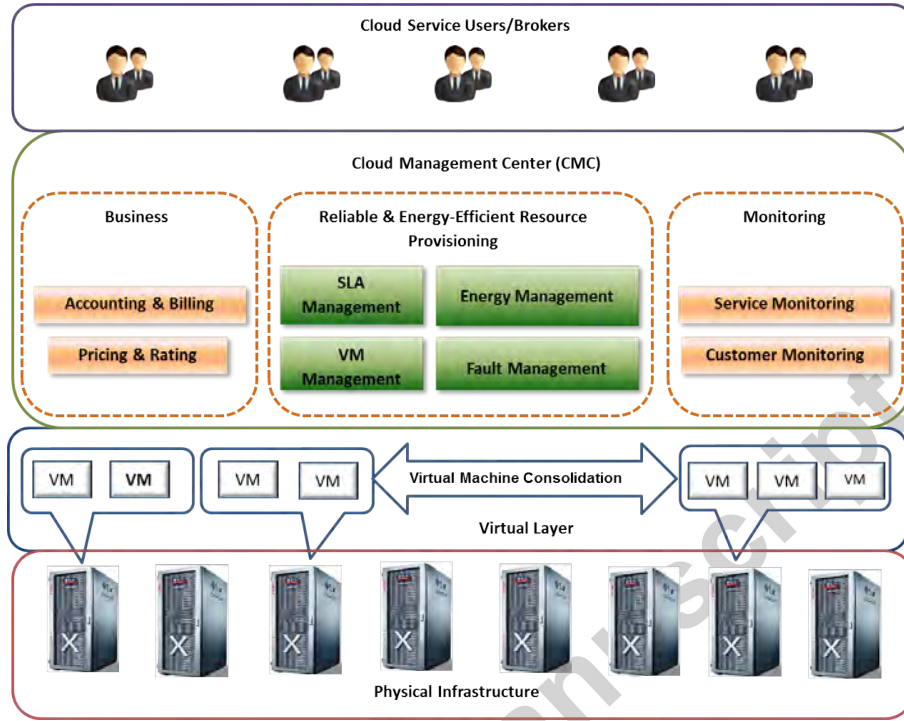 Cloud Service Users/Brokers
Cloud Management Center (CMC)
Business
Reliable & Energy-Efficient Resource
Provisioning
Monitoring
SLA
Management
Energy Management
Accounting & Billing
Service Monitoring
Pricing & Rating
VM
Management
Fault Management
Customer Monitoring
VM
VM
VM
VM
Virtual Machine Consolidation
VM
VM
VM
Virtual Layer
X
X
X
X
X
X
X
X
Physical Infrastructure